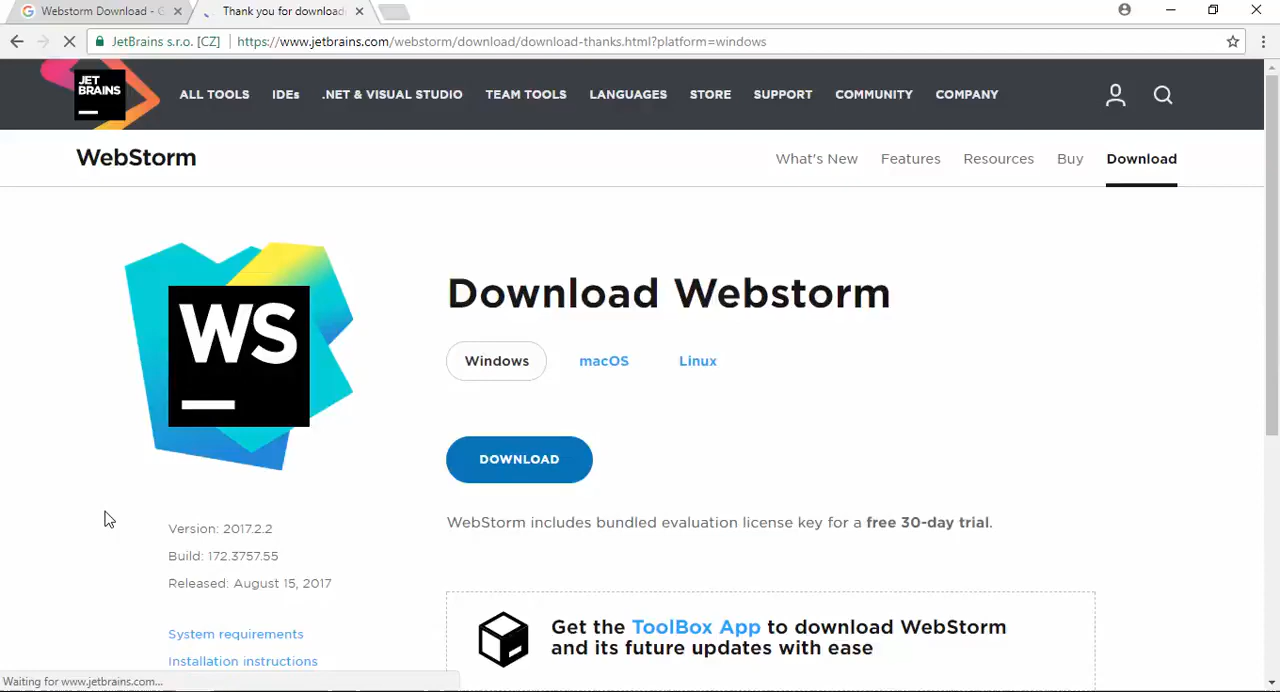 Webstorm Download - G
Thank you for download
JetBrains s.r.o. [CZ]
https://www.jetbrains.com/webstorm/download/download-thanks.html?platform=windows
JET
BRAINS
ALL TOOLS
IDEs
.NET & VISUAL STUDIO
TEAM TOOLS
LANGUAGES
STORE
SUPPORT
COMMUNITY
COMPANY
WebStorm
What's New
Features
Resources
Buy
Download
WS
Download Webstorm
Windows
macOS
Linux
DOWNLOAD
WebStorm includes bundled evaluation license key for a free 30-day trial.
Version: 2017.2.2
Build: 172.3757.55
Released: August 15, 2017
System requirements
Installation instructions
Get the ToolBox App to download WebStorm
and its future updates with ease
Waiting for www.jetbrains.com...